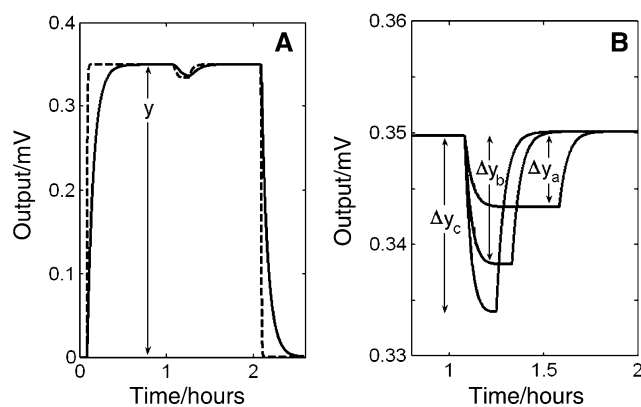 A
Output/mV
0.4
0.3
0.2
0.1
0
y
0
1
2
Time/hours
B
Output/mV
0.36
0.35
0.34
0.33
Δy_a
Δy_b
Δy_c
1
1.5
2
Time/hours